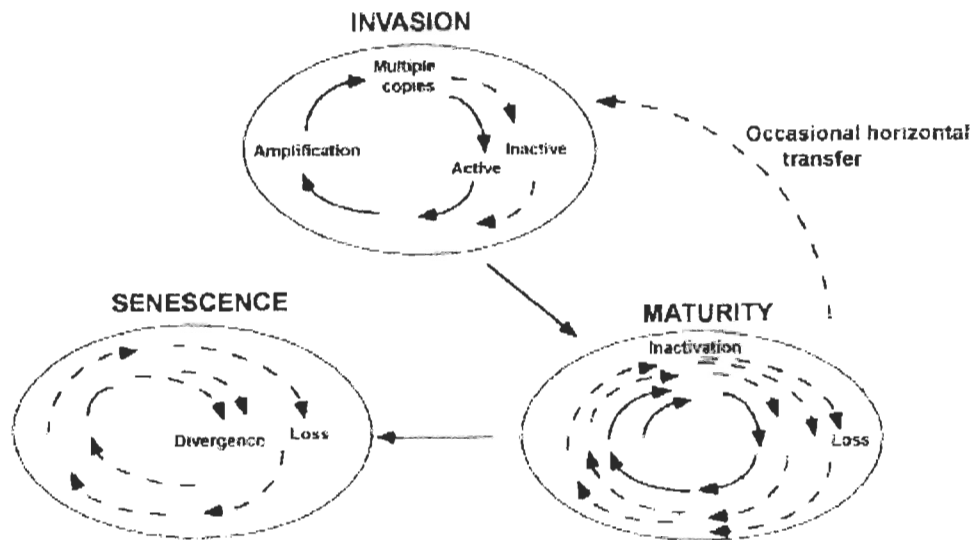 INVASION
Multiple
copies
Amplification
Inactive
Active
Occasional horizontal
transfer
SENESCENCE
MATURITY
Inactivation
Divergence
Loss
Loss